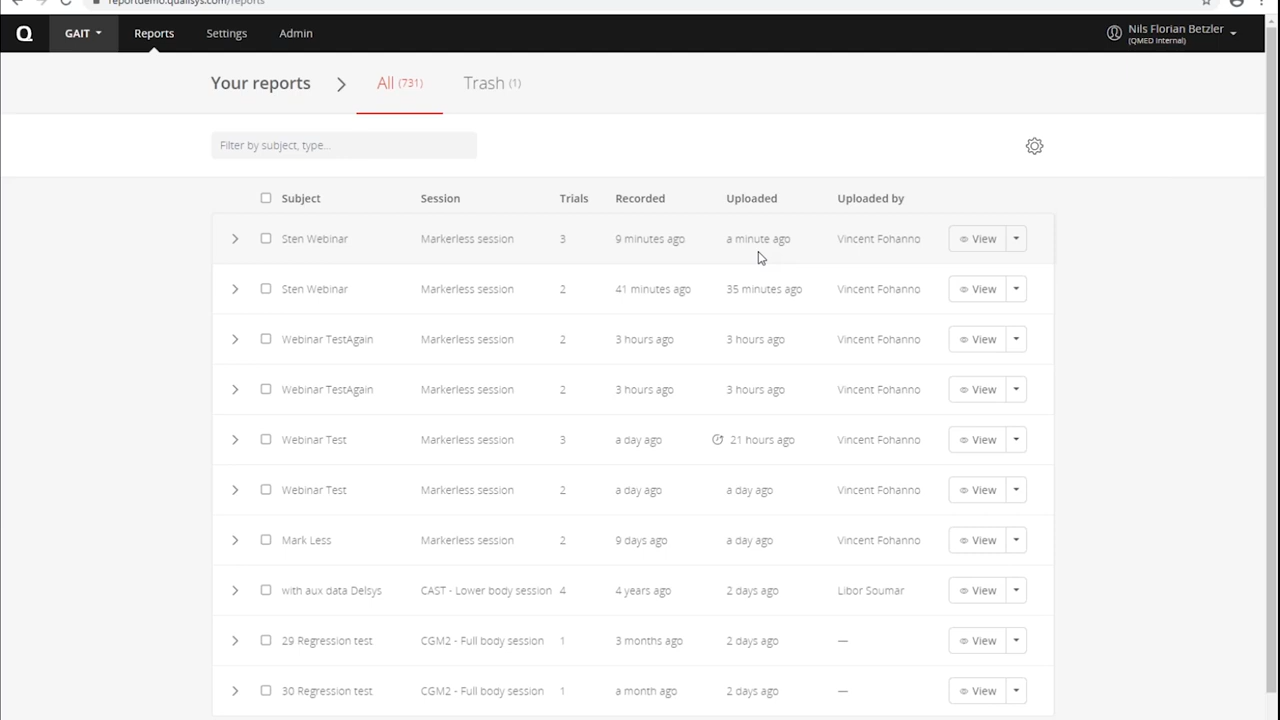 reportdemo.qualisys.com/reports
Q GAIT Reports Settings Admin Nils Florian Betzler
(QMED Internal)
Your reports All (731) Trash (1)
Filter by subject, type...
Subject Session Trials Recorded Uploaded Uploaded by
Sten Webinar Markerless session 3 9 minutes ago a minute ago Vincent Fohanno View
Sten Webinar Markerless session 2 41 minutes ago 35 minutes ago Vincent Fohanno View
Webinar TestAgain Markerless session 2 3 hours ago 3 hours ago Vincent Fohanno View
Webinar TestAgain Markerless session 2 3 hours ago 3 hours ago Vincent Fohanno View
Webinar Test Markerless session 3 a day ago 21 hours ago Vincent Fohanno View
Webinar Test Markerless session 2 a day ago a day ago Vincent Fohanno View
Mark Less Markerless session 2 9 days ago a day ago Vincent Fohanno View
with aux data Delsys CAST - Lower body session 4 4 years ago 2 days ago Libor Soumar View
29 Regression test CGM2 - Full body session 1 3 months ago 2 days ago — View
30 Regression test CGM2 - Full body session 1 a month ago 2 days ago — View